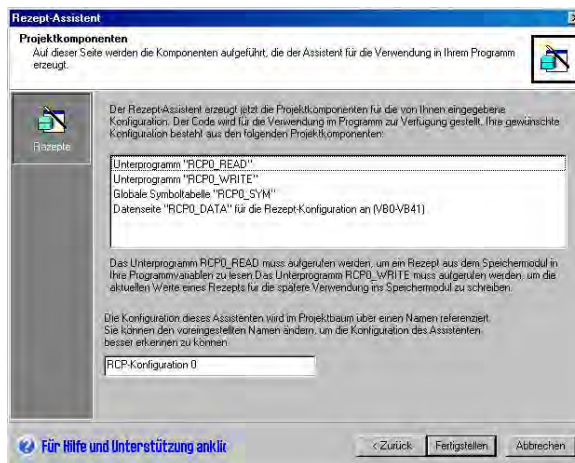 Rezept-Assistent
Projektkomponenten
Auf dieser Seite werden die Komponenten aufgeführt, die der Assistent für die Verwendung in Ihrem Programm
erzeugt.
Rezepte
Der Rezept-Assistent erzeugt jetzt die Projektkomponenten für die von Ihnen eingegebene
Konfiguration. Der Code wird für die Verwendung im Programm zur Verfügung gestellt. Ihre gewünschte
Konfiguration besteht aus den folgenden Projektkomponenten:
Unterprogramm "RCP0_READ"
Unterprogramm "RCP0_WRITE"
Globale Symboltabelle "RCP0_SYM"
Datenseite "RCP0_DATA" für die Rezept-Konfiguration an (VB0-VB41)
Das Unterprogramm RCP0_READ muss aufgerufen werden, um ein Rezept aus dem Speichermodul in
Ihre Programmvariablen zu lesen Das Unterprogramm RCP0_WRITE muss aufgerufen werden, um die
aktuellen Werte eines Rezepts für die spätere Verwendung ins Speichermodul zu schreiben.
Die Konfiguration dieses Assistenten wird im Projektbaum über einen Namen referenziert.
Sie können den voreingestellten Namen ändern, um die Konfiguration des Assistenten
besser erkennen zu können
RCP-Konfiguration 0
Für Hilfe und Unterstützung anklic
<Zurück
Fertigstellen
Abbrechen